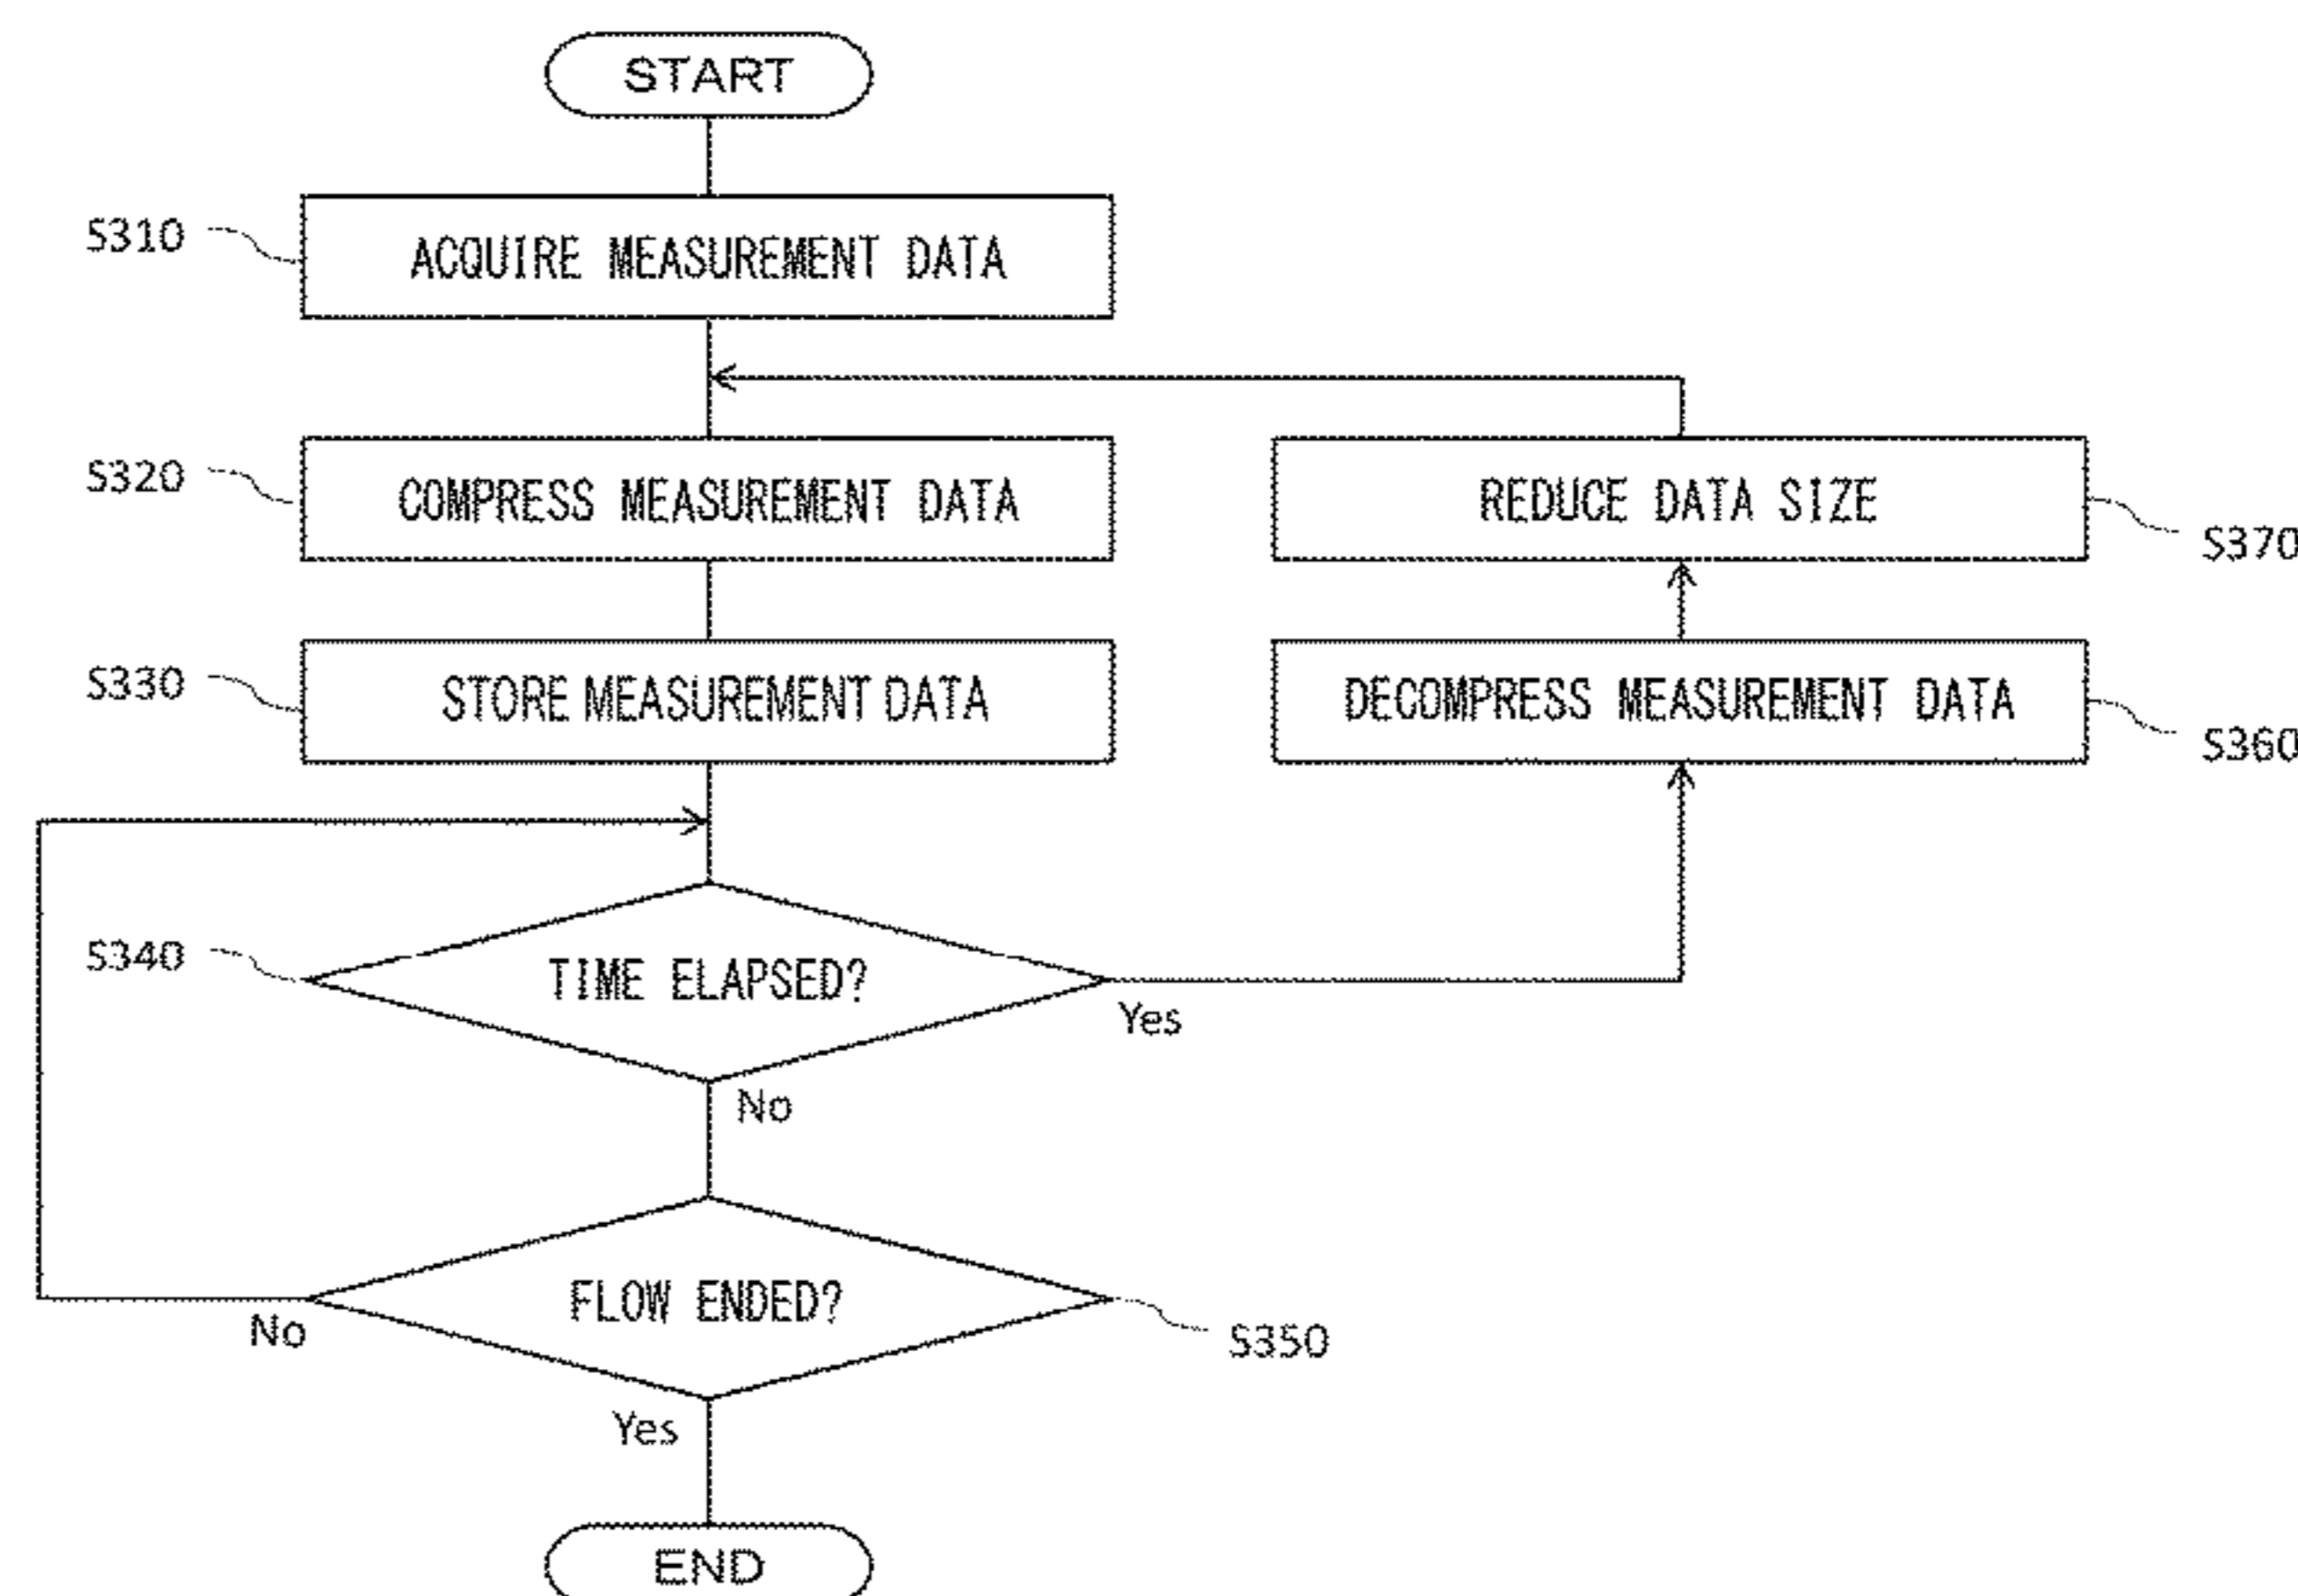 START
S310
ACQUIRE MEASUREMENT DATA
S320
COMPRESS MEASUREMENT DATA
REDUCE DATA SIZE
S370
S330
STORE MEASUREMENT DATA
DECOMPRESS MEASUREMENT DATA
S360
S340
TIME ELAPSED?
Yes
No
FLOW ENDED?
No
S350
Yes
END